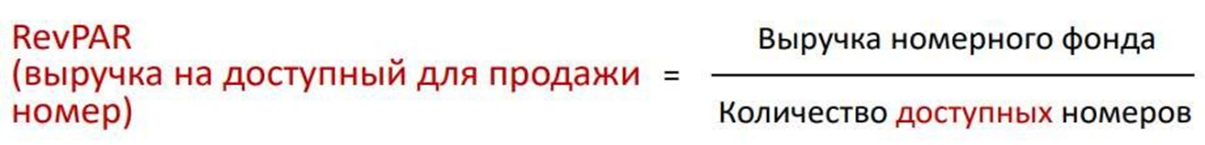 RevPAR
(выручка на доступный для продажи
номер)
=
Выручка номерного фонда
Количество доступных номеров